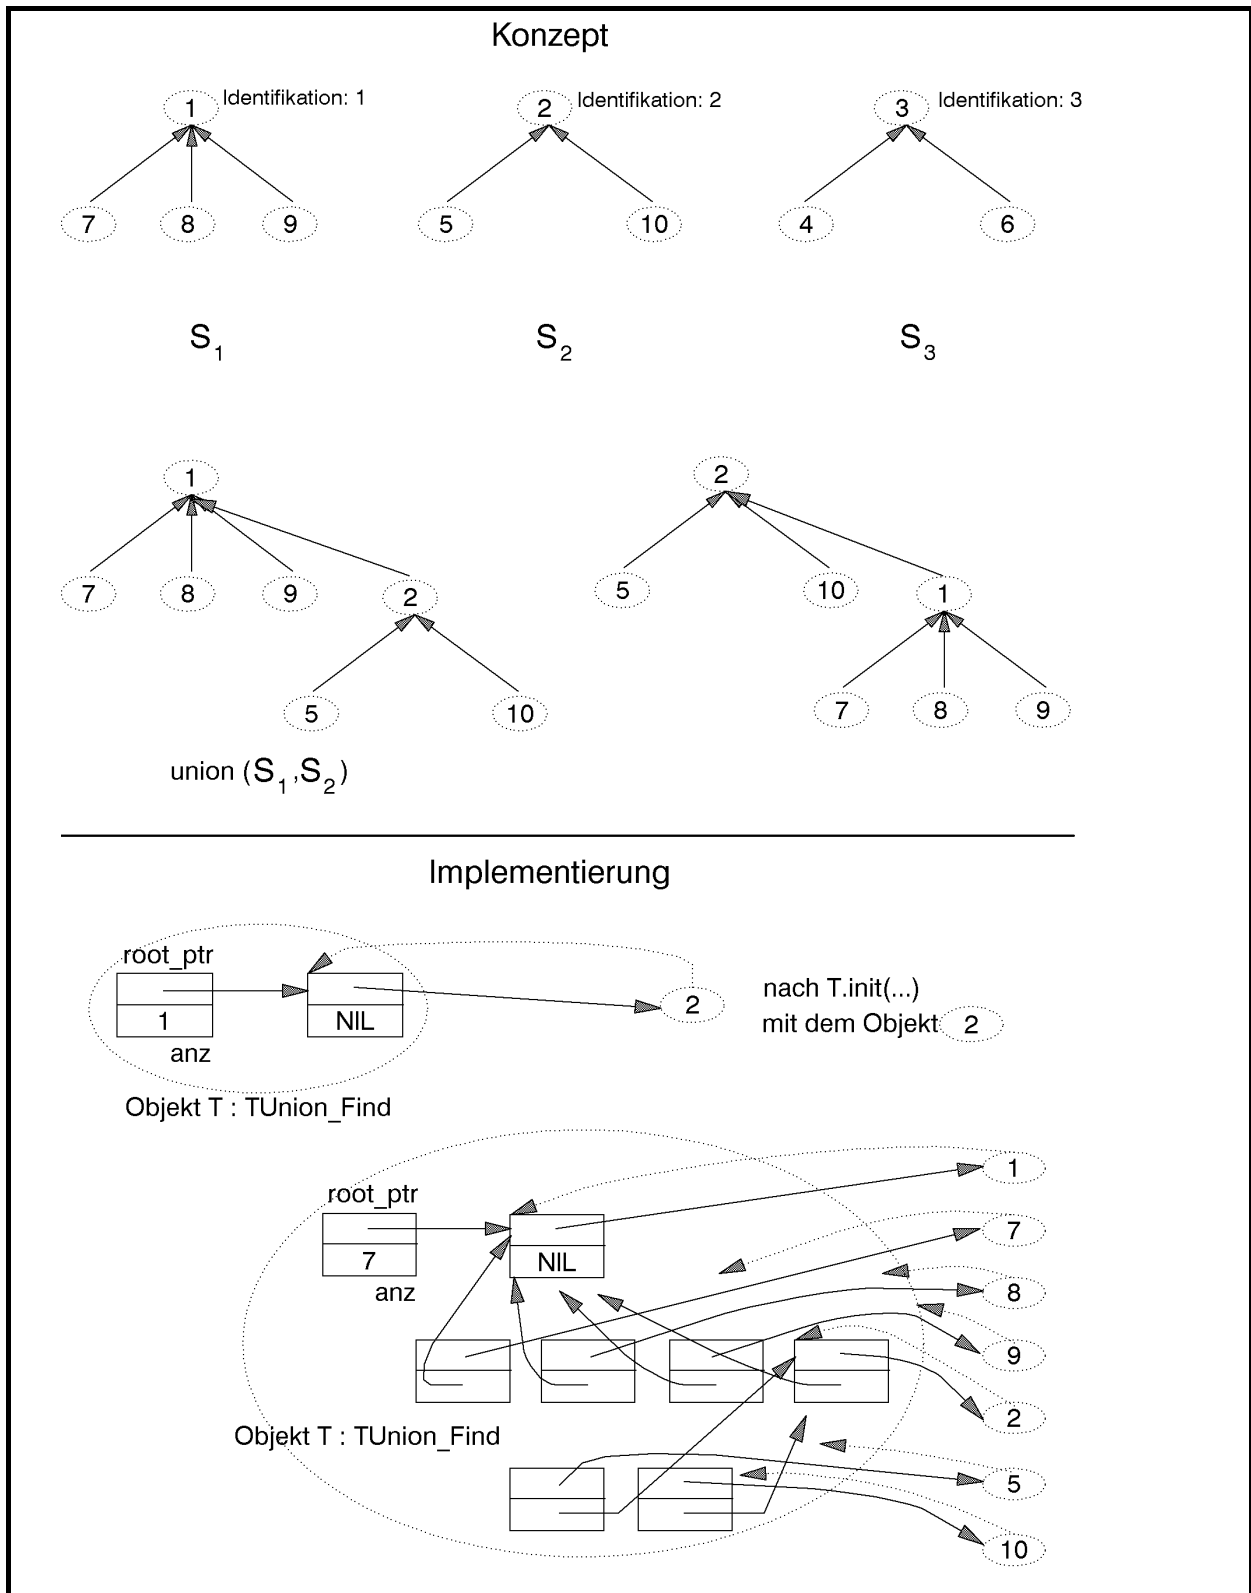 Konzept
1 Identifikation: 1 2 Identifikation: 2 3 Identifikation: 3
7 8 9 5 10 4 6
S1 S2 S3
1 2
7 8 9 2 5 10 1
5 10 7 8 9
union (S1,S2)
Implementierung
root_ptr
1
anz
NIL
2
nach T.init(...)
mit dem Objekt 2
Objekt T : TUnion_Find
root_ptr
7
anz
NIL
1
7
8
9
2
Objekt T : TUnion_Find
5
10